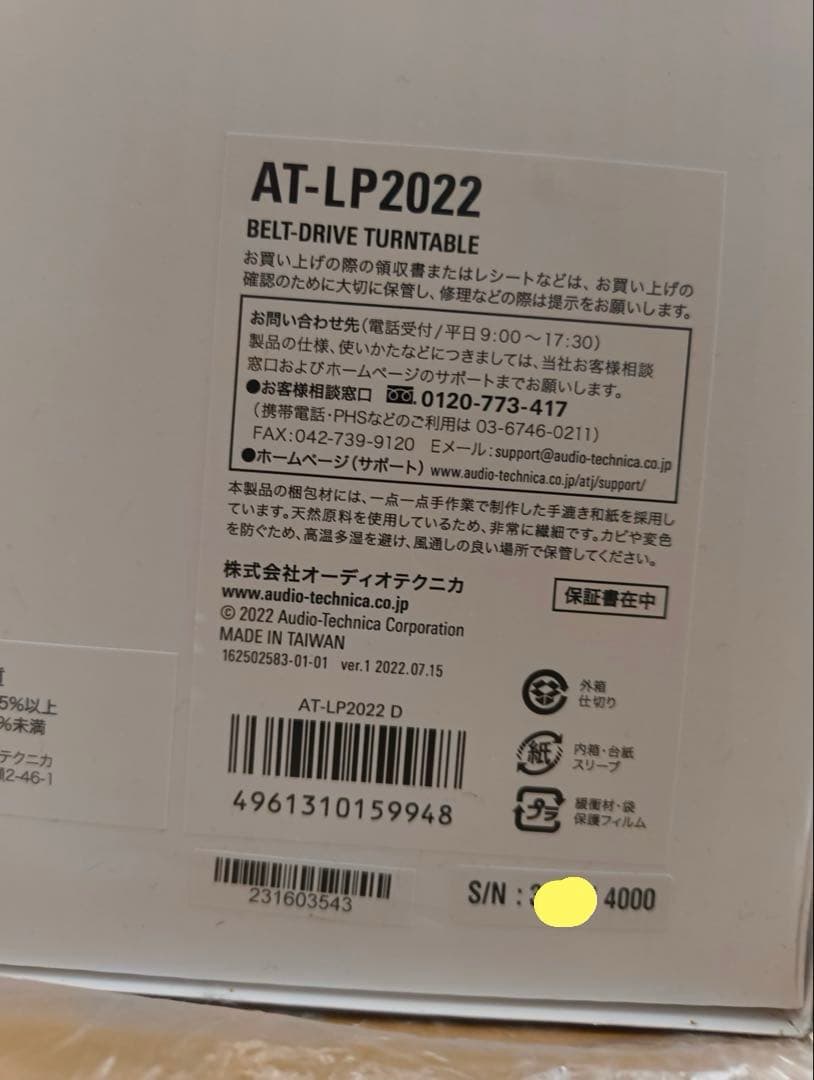 AT-LP2022
BELT-DRIVE TURNTABLE
お買い上げの際の領収書またはレシートなどは、お買い上げの
確認のために大切に保管し、修理などの際は提示をお願いします。
お問い合わせ先(電話受付/平日9:00～17:30)
製品の仕様、使いかたなどにつきましては、当社お客様相談
窓口およびホームページのサポートまでお願いします。
●お客様相談窓口 0120-773-417
(携帯電話・PHSなどのご利用は 03-6746-0211)
FAX:042-739-9120 Eメール:support@audio-technica.co.jp
●ホームページ(サポート) www.audio-technica.co.jp/atj/support/
本製品の梱包材には、一点一点手作業で制作した手漉き和紙を採用し
ています。天然原料を使用しているため、非常に繊細です。カビや変色
を防ぐため、高温多湿を避け、風通しの良い場所で保管してください。
株式会社オーディオテクニカ
www.audio-technica.co.jp
© 2022 Audio-Technica Corporation
MADE IN TAIWAN
162502583-01-01 ver.1 2022.07.15
保証書在中
外箱
仕切り
紙
内箱・台紙
スリーブ
プラ
緩衝材・袋
保護フィルム
AT-LP2022 D
4961310159948
231603543
S/N : 3 4000
5%以上
%未満
テクニカ
2-46-1